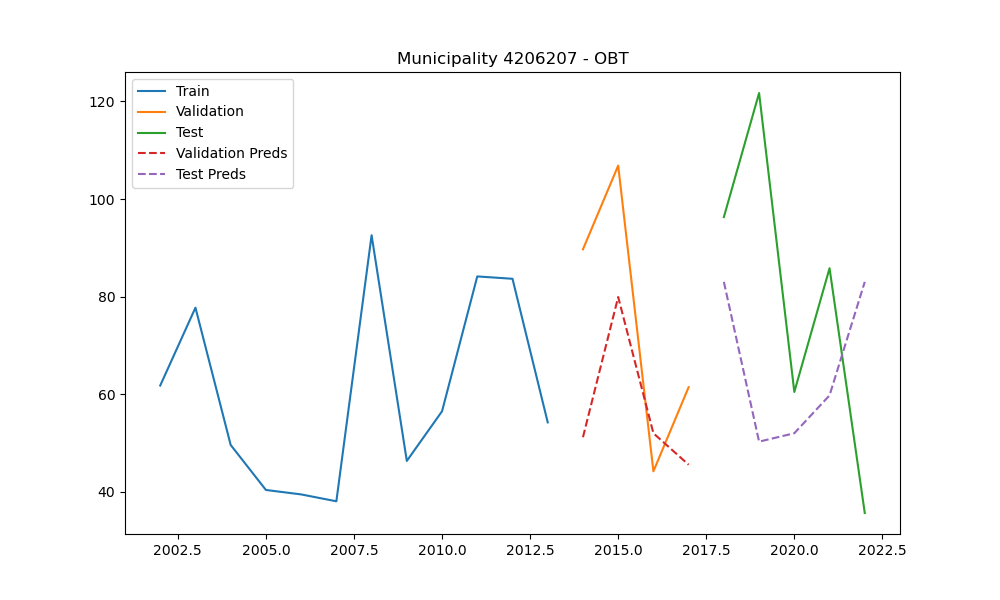 Municipality 4206207 - OBT
Train
Validation
Test
Validation Preds
Test Preds
120
100
80
60
40
2002.5 2005.0 2007.5 2010.0 2012.5 2015.0 2017.5 2020.0 2022.5